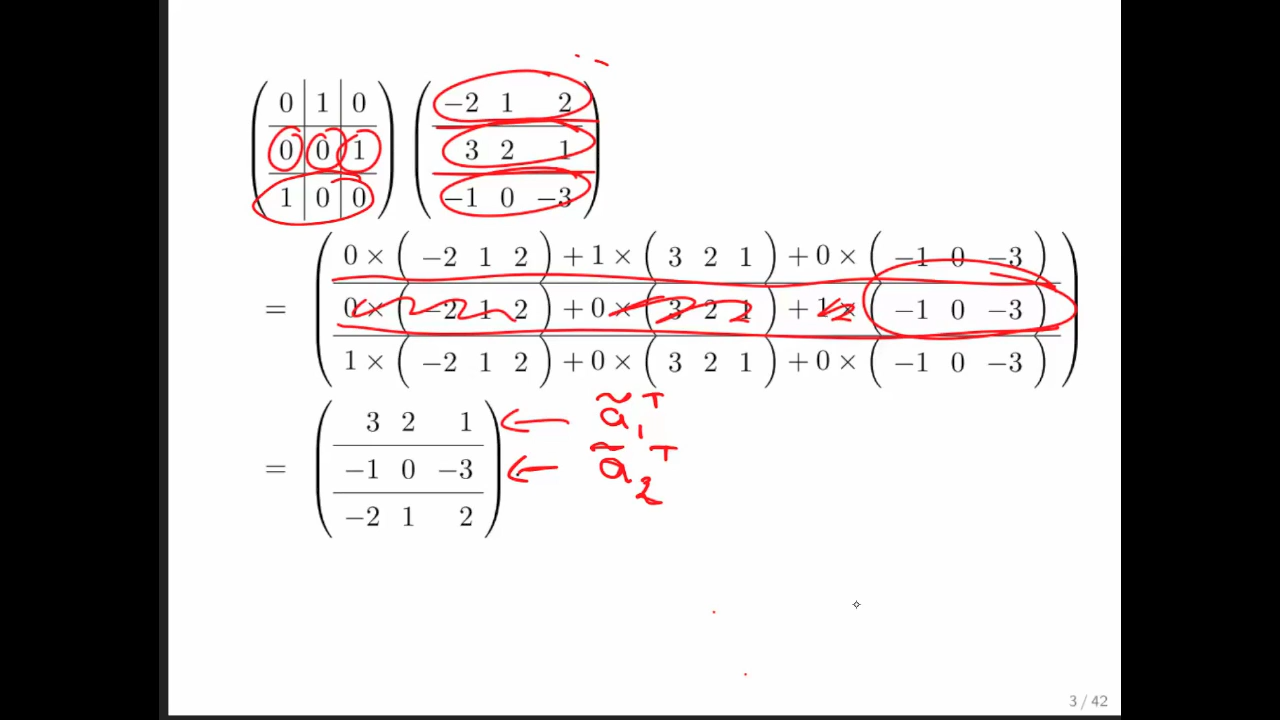 0 1 0 −2 1 2
0 0 1 3 2 1
1 0 0 −1 0 −3
0 × ( −2 1 2 ) + 1 × ( 3 2 1 ) + 0 × ( −1 0 −3 )
= 0 × ( −2 1 2 ) + 0 × ( 3 2 1 ) + 1 × ( −1 0 −3 )
1 × ( −2 1 2 ) + 0 × ( 3 2 1 ) + 0 × ( −1 0 −3 )
3 2 1 ← ã₁ᵀ
= −1 0 −3 ← ã₂ᵀ
−2 1 2
3 / 42